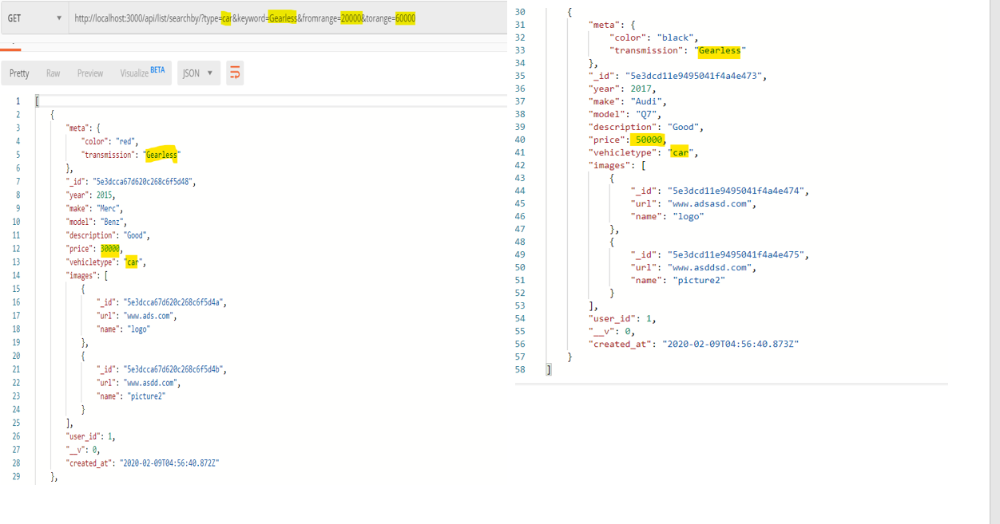 GET http://localhost:3000/api/list/searchby/?type=car&keyword=Gearless&fromrange=20000&torange=60000
Pretty Raw Preview Visualize BETA JSON
1 [
2 {
3 "meta": {
4 "color": "red",
5 "transmission": "Gearless"
6 },
7 "_id": "5e3dcca67d620c268c6f5d48",
8 "year": 2015,
9 "make": "Merc",
10 "model": "Benz",
11 "description": "Good",
12 "price": 30000,
13 "vehicletype": "car",
14 "images": [
15 {
16 "_id": "5e3dcca67d620c268c6f5d4a",
17 "url": "www.ads.com",
18 "name": "logo"
19 },
20 {
21 "_id": "5e3dcca67d620c268c6f5d4b",
22 "url": "www.asdd.com",
23 "name": "picture2"
24 }
25 ],
26 "user_id": 1,
27 "__v": 0,
28 "created_at": "2020-02-09T04:56:40.872Z"
29 },
30 {
31 "meta": {
32 "color": "black",
33 "transmission": "Gearless"
34 },
35 "_id": "5e3dcd11e9495041f4a4e473",
36 "year": 2017,
37 "make": "Audi",
38 "model": "Q7",
39 "description": "Good",
40 "price": 50000,
41 "vehicletype": "car",
42 "images": [
43 {
44 "_id": "5e3dcd11e9495041f4a4e474",
45 "url": "www.adsasd.com",
46 "name": "logo"
47 },
48 {
49 "_id": "5e3dcd11e9495041f4a4e475",
50 "url": "www.asddsd.com",
51 "name": "picture2"
52 }
53 ],
54 "user_id": 1,
55 "__v": 0,
56 "created_at": "2020-02-09T04:56:40.873Z"
57 }
58 ]